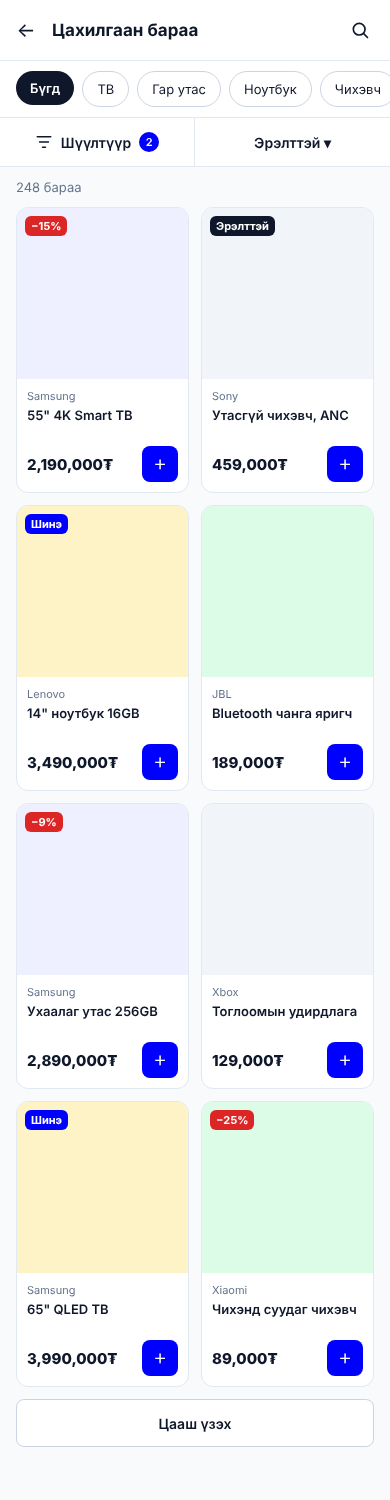 Цахилгаан бараа
Бүгд
ТВ
Гар утас
Ноутбук
Чихэвч
Шүүлтүүр 2
Эрэлттэй ▾
248 бараа
−15%
Samsung
55" 4K Smart ТВ
2,190,000₮
+
Эрэлттэй
Sony
Утасгүй чихэвч, ANC
459,000₮
+
Шинэ
Lenovo
14" ноутбук 16GB
3,490,000₮
+
JBL
Bluetooth чанга яригч
189,000₮
+
−9%
Samsung
Ухаалаг утас 256GB
2,890,000₮
+
Xbox
Тоглоомын удирдлага
129,000₮
+
Шинэ
Samsung
65" QLED ТВ
3,990,000₮
+
−25%
Xiaomi
Чихэнд суудаг чихэвч
89,000₮
+
Цааш үзэх